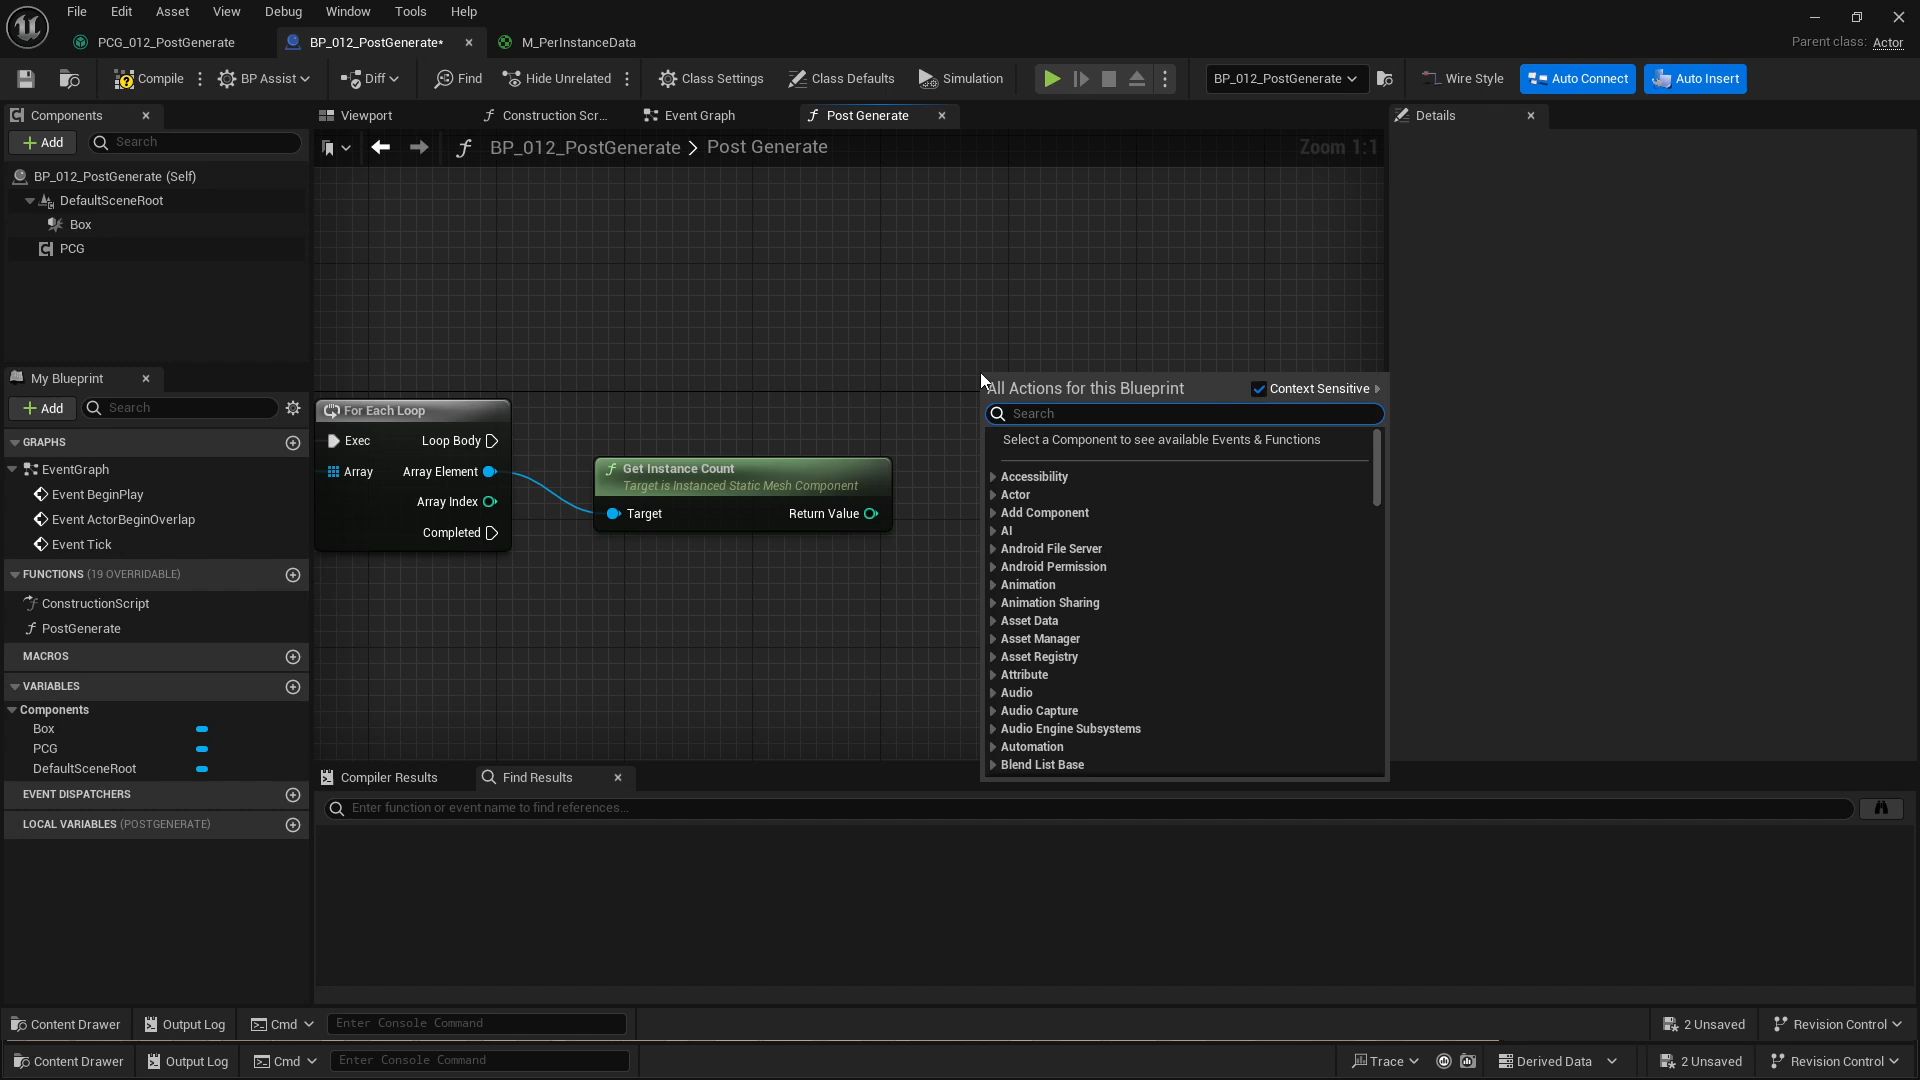 File Edit Asset View Debug Window Tools Help
PCG_012_PostGenerate BP_012_PostGenerate* M_PerInstanceData Parent class: Actor
Compile BP Assist Diff Find Hide Unrelated Class Settings Class Defaults Simulation BP_012_PostGenerate Wire Style Auto Connect Auto Insert
Components Viewport Construction Scr... Event Graph Post Generate Details
Add Search
BP_012_PostGenerate > Post Generate Zoom 1:1
BP_012_PostGenerate (Self)
DefaultSceneRoot
Box
PCG
My Blueprint
Add Search
GRAPHS
EventGraph
Event BeginPlay
Event ActorBeginOverlap
Event Tick
FUNCTIONS (19 OVERRIDABLE)
ConstructionScript
PostGenerate
MACROS
VARIABLES
Components
Box
PCG
DefaultSceneRoot
EVENT DISPATCHERS
LOCAL VARIABLES (POSTGENERATE)
For Each Loop
Exec Loop Body
Array Array Element
Array Index
Completed
Get Instance Count
Target is Instanced Static Mesh Component
Target Return Value
All Actions for this Blueprint Context Sensitive
Search
Select a Component to see available Events & Functions
Accessibility
Actor
Add Component
AI
Android File Server
Android Permission
Animation
Animation Sharing
Asset Data
Asset Manager
Asset Registry
Attribute
Audio
Audio Capture
Audio Engine Subsystems
Automation
Blend List Base
Compiler Results Find Results
Enter function or event name to find references...
Content Drawer Output Log Cmd Enter Console Command 2 Unsaved Revision Control
Content Drawer Output Log Cmd Enter Console Command Trace Derived Data 2 Unsaved Revision Control